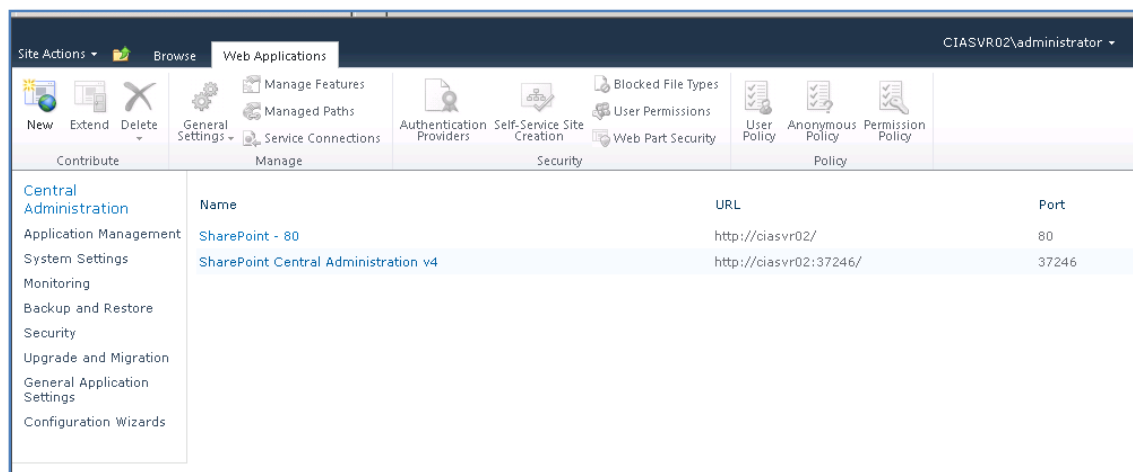 CIASVR02\administrator
Site Actions Browse Web Applications
New Extend Delete
General Settings
Manage Features
Managed Paths
Service Connections
Authentication Providers
Self-Service Site Creation
Blocked File Types
User Permissions
Web Part Security
User Policy
Anonymous Policy
Permission Policy
Contribute Manage Security Policy
Central
Administration
Application Management
System Settings
Monitoring
Backup and Restore
Security
Upgrade and Migration
General Application
Settings
Configuration Wizards
Name URL Port
SharePoint - 80 http://ciasvr02/ 80
SharePoint Central Administration v4 http://ciasvr02:37246/ 37246